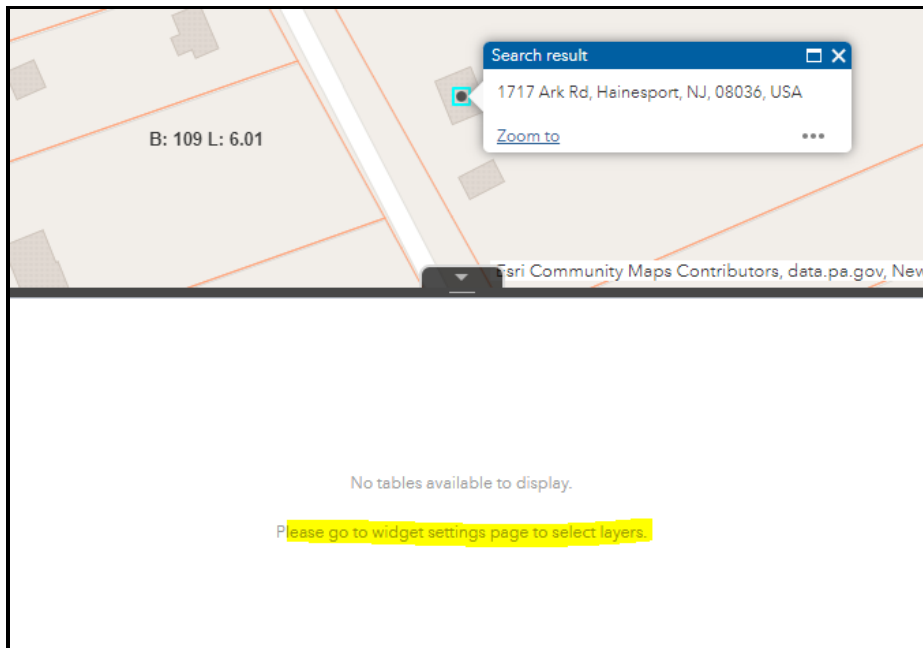 Search result
1717 Ark Rd, Hainesport, NJ, 08036, USA
B: 109 L: 6.01
Zoom to
Esri Community Maps Contributors, data.pa.gov, New
No tables available to display.
Please go to widget settings page to select layers.